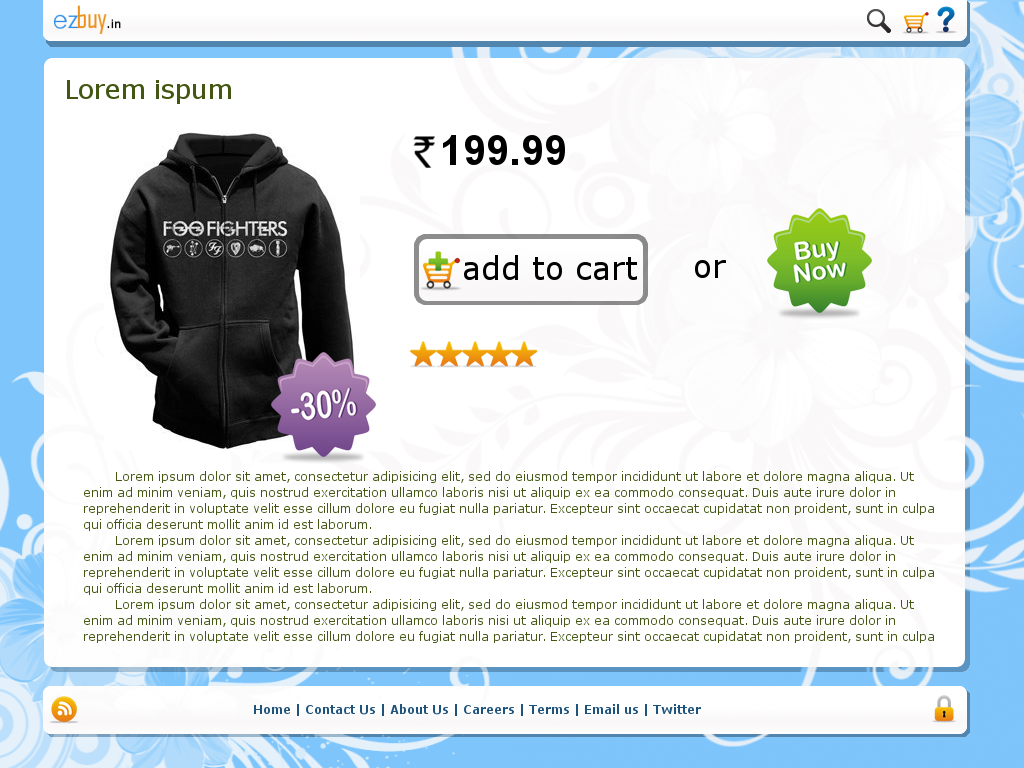 ezbuy.in
Lorem ispum
₹199.99
FOO FIGHTERS
FF
add to cart
or
Buy
Now
-30%
Lorem ipsum dolor sit amet, consectetur adipisicing elit, sed do eiusmod tempor incididunt ut labore et dolore magna aliqua. Ut
enim ad minim veniam, quis nostrud exercitation ullamco laboris nisi ut aliquip ex ea commodo consequat. Duis aute irure dolor in
reprehenderit in voluptate velit esse cillum dolore eu fugiat nulla pariatur. Excepteur sint occaecat cupidatat non proident, sunt in culpa
qui officia deserunt mollit anim id est laborum.
Lorem ipsum dolor sit amet, consectetur adipisicing elit, sed do eiusmod tempor incididunt ut labore et dolore magna aliqua. Ut
enim ad minim veniam, quis nostrud exercitation ullamco laboris nisi ut aliquip ex ea commodo consequat. Duis aute irure dolor in
reprehenderit in voluptate velit esse cillum dolore eu fugiat nulla pariatur. Excepteur sint occaecat cupidatat non proident, sunt in culpa
qui officia deserunt mollit anim id est laborum.
Lorem ipsum dolor sit amet, consectetur adipisicing elit, sed do eiusmod tempor incididunt ut labore et dolore magna aliqua. Ut
enim ad minim veniam, quis nostrud exercitation ullamco laboris nisi ut aliquip ex ea commodo consequat. Duis aute irure dolor in
reprehenderit in voluptate velit esse cillum dolore eu fugiat nulla pariatur. Excepteur sint occaecat cupidatat non proident, sunt in culpa
Home | Contact Us | About Us | Careers | Terms | Email us | Twitter